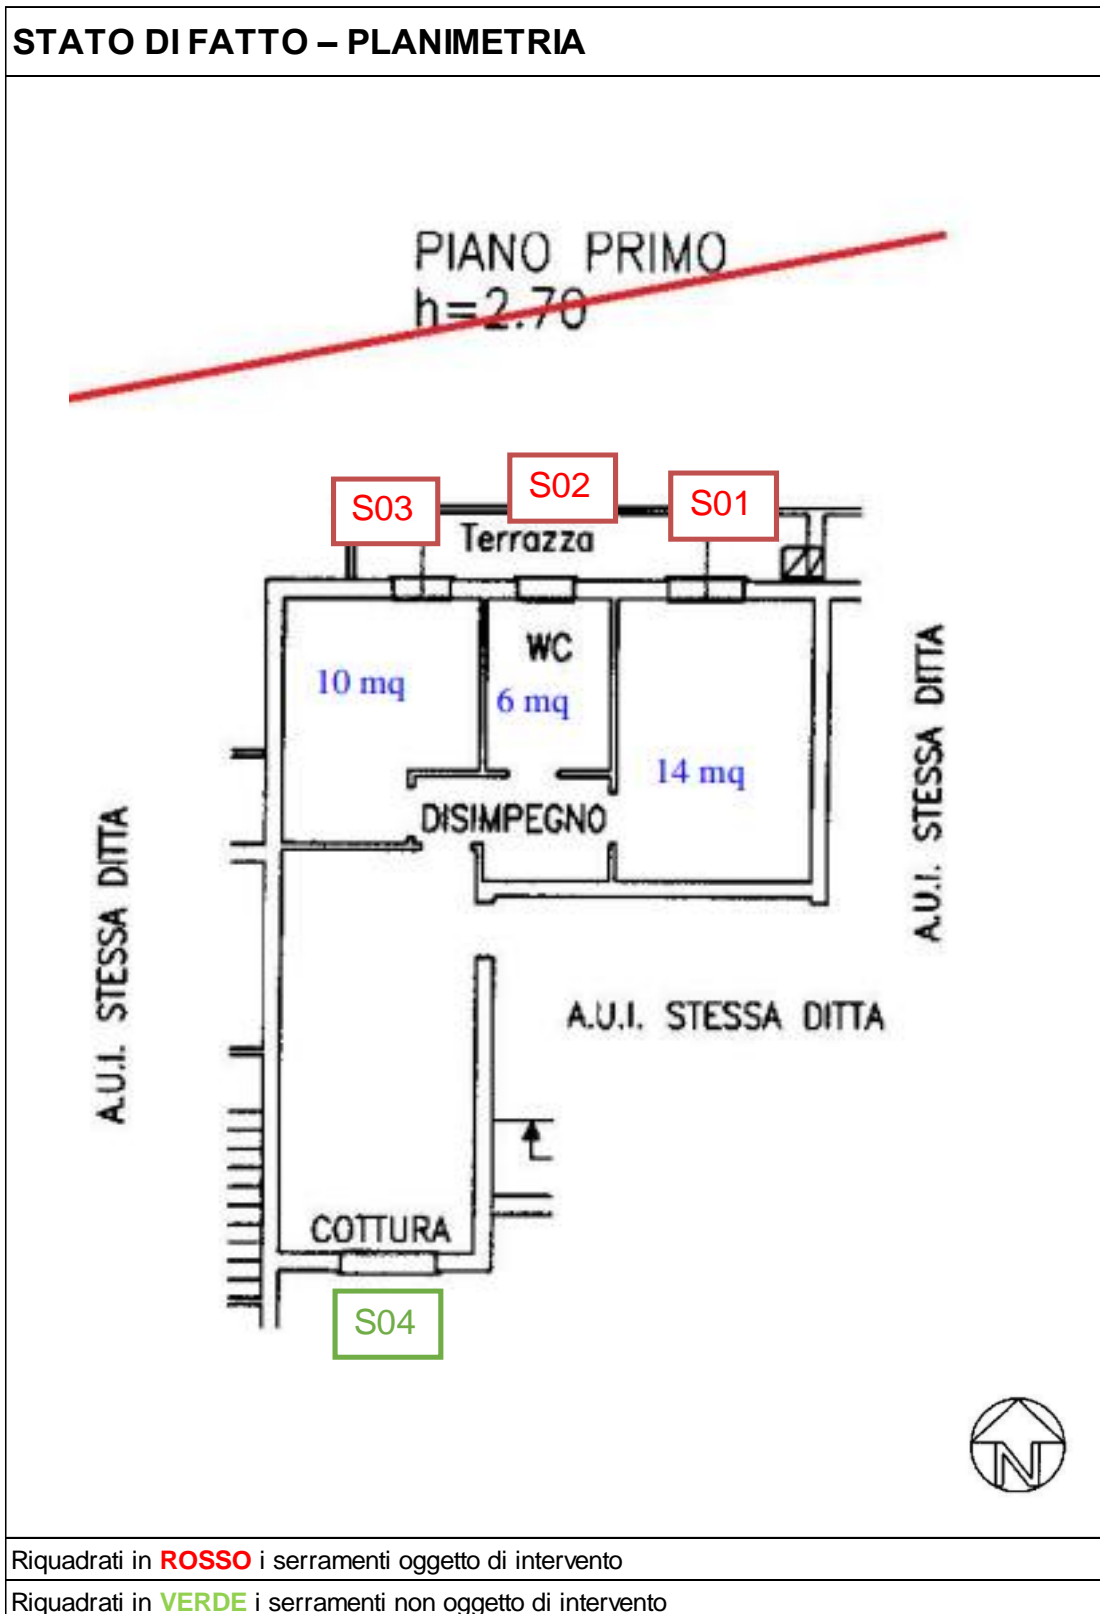 STATO DI FATTO – PLANIMETRIA
PIANO PRIMO
h=2.70
S03
S02
S01
Terrazza
WC
10 mq
6 mq
14 mq
DISIMPEGNO
A.U.I. STESSA DITTA
A.U.I. STESSA DITTA
A.U.I. STESSA DITTA
COTTURA
S04
N
Riquadrati in ROSSO i serramenti oggetto di intervento
Riquadrati in VERDE i serramenti non oggetto di intervento